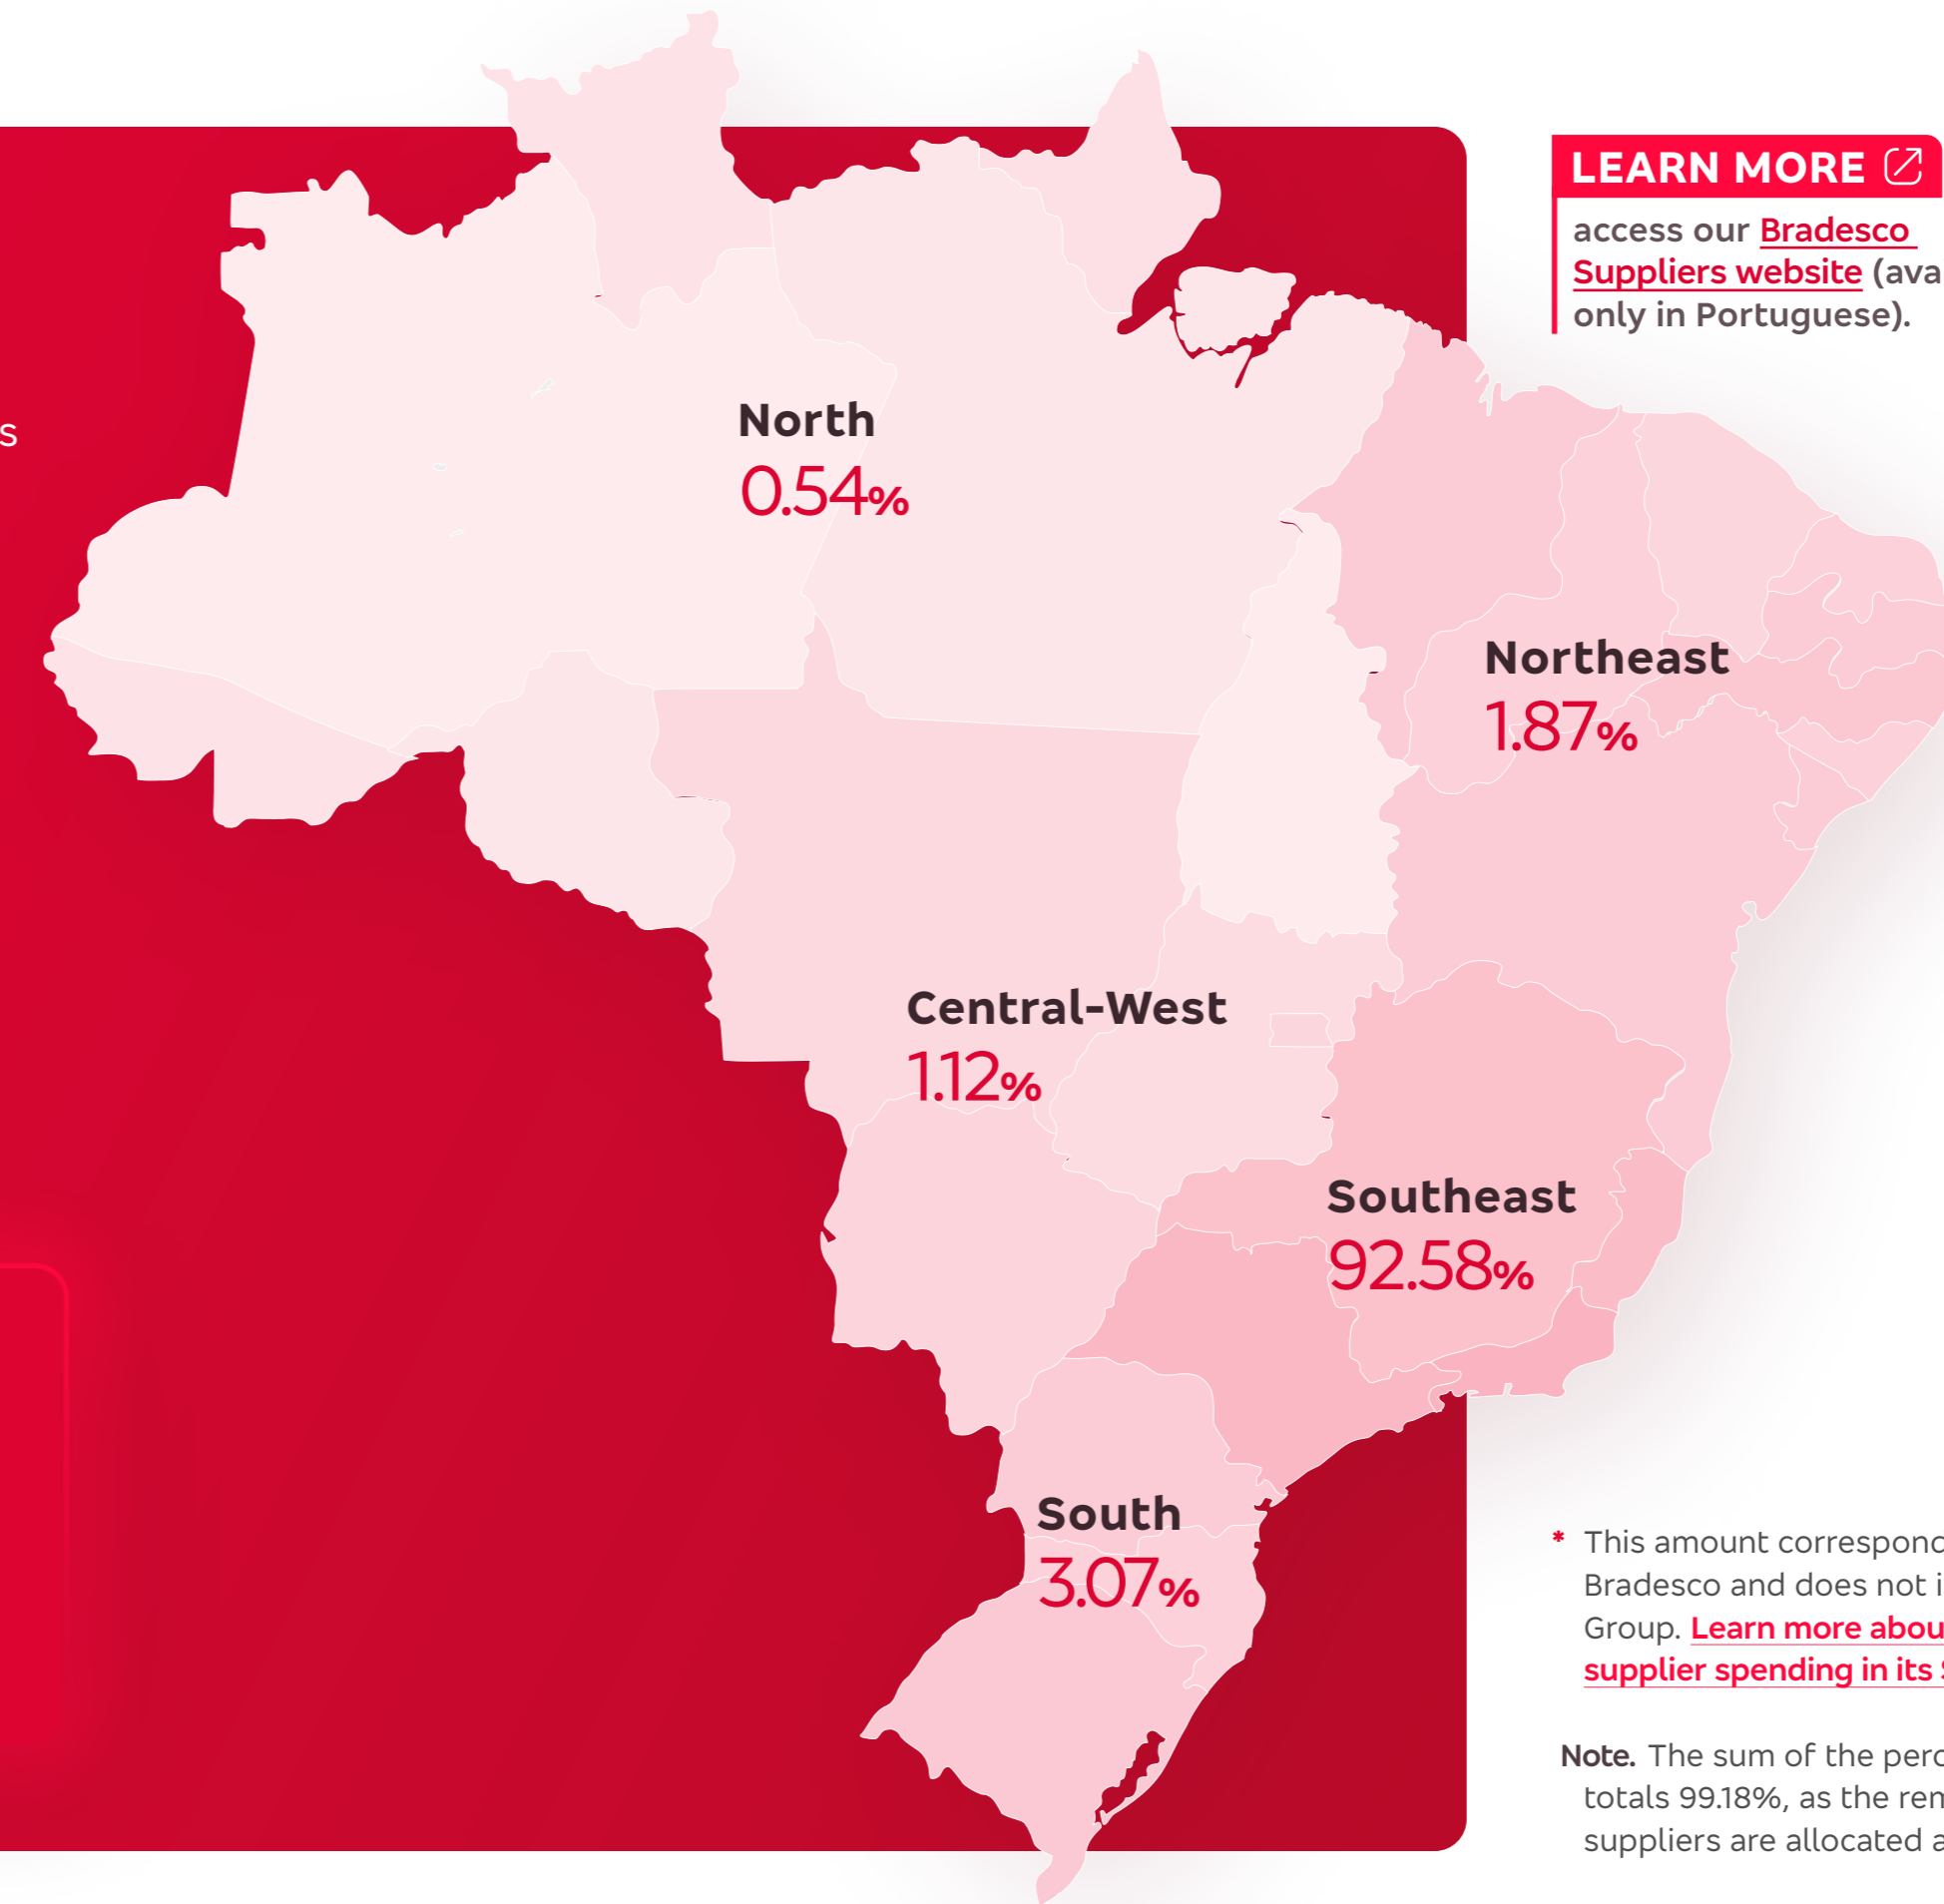 s
North
0.54%
Northeast
1.87%
Central-West
1.12%
Southeast
92.58%
South
3.07%
LEARN MORE
access our Bradesco
Suppliers website (ava
only in Portuguese).
* This amount correspond
Bradesco and does not i
Group. Learn more abou
supplier spending in its S
Note. The sum of the perc
totals 99.18%, as the rem
suppliers are allocated a